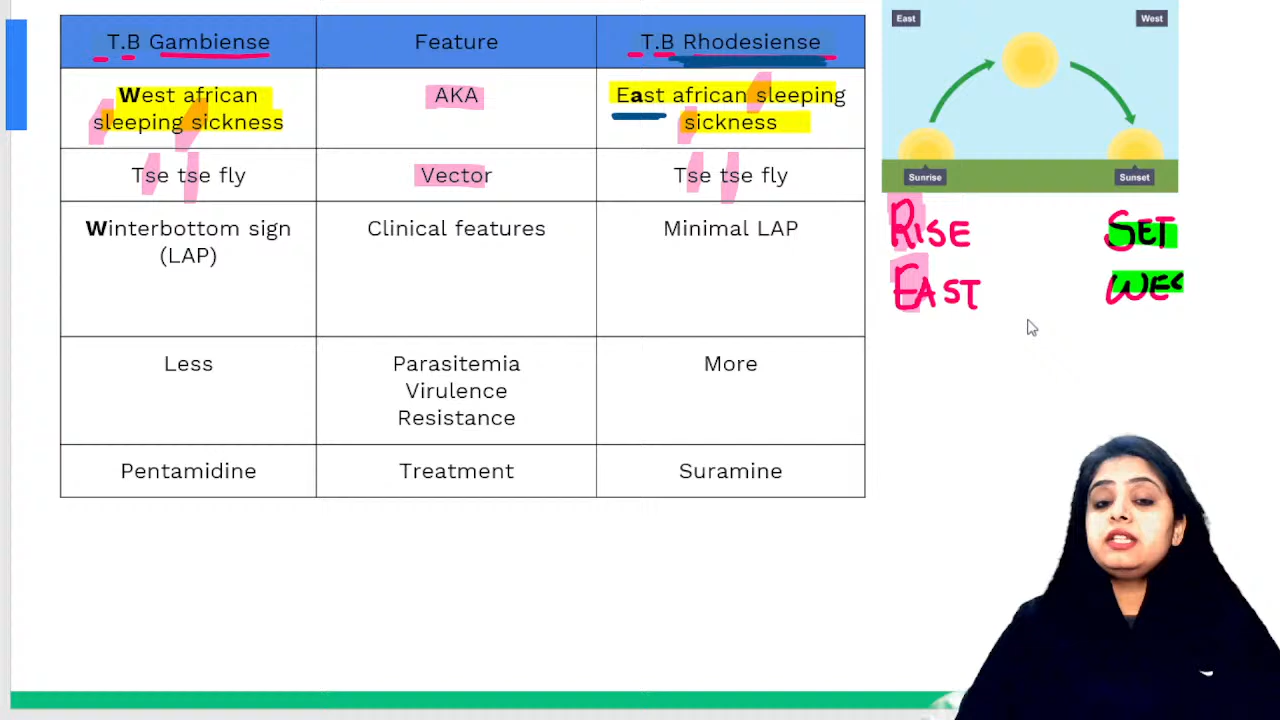 T.B Gambiense
Feature
T.B Rhodesiense
West african
sleeping sickness
AKA
East african sleeping
sickness
Tse tse fly
Vector
Tse tse fly
Winterbottom sign
(LAP)
Clinical features
Minimal LAP
Less
Parasitemia
Virulence
Resistance
More
Pentamidine
Treatment
Suramine
East
West
Sunrise
Sunset
RISE
SET
EAST